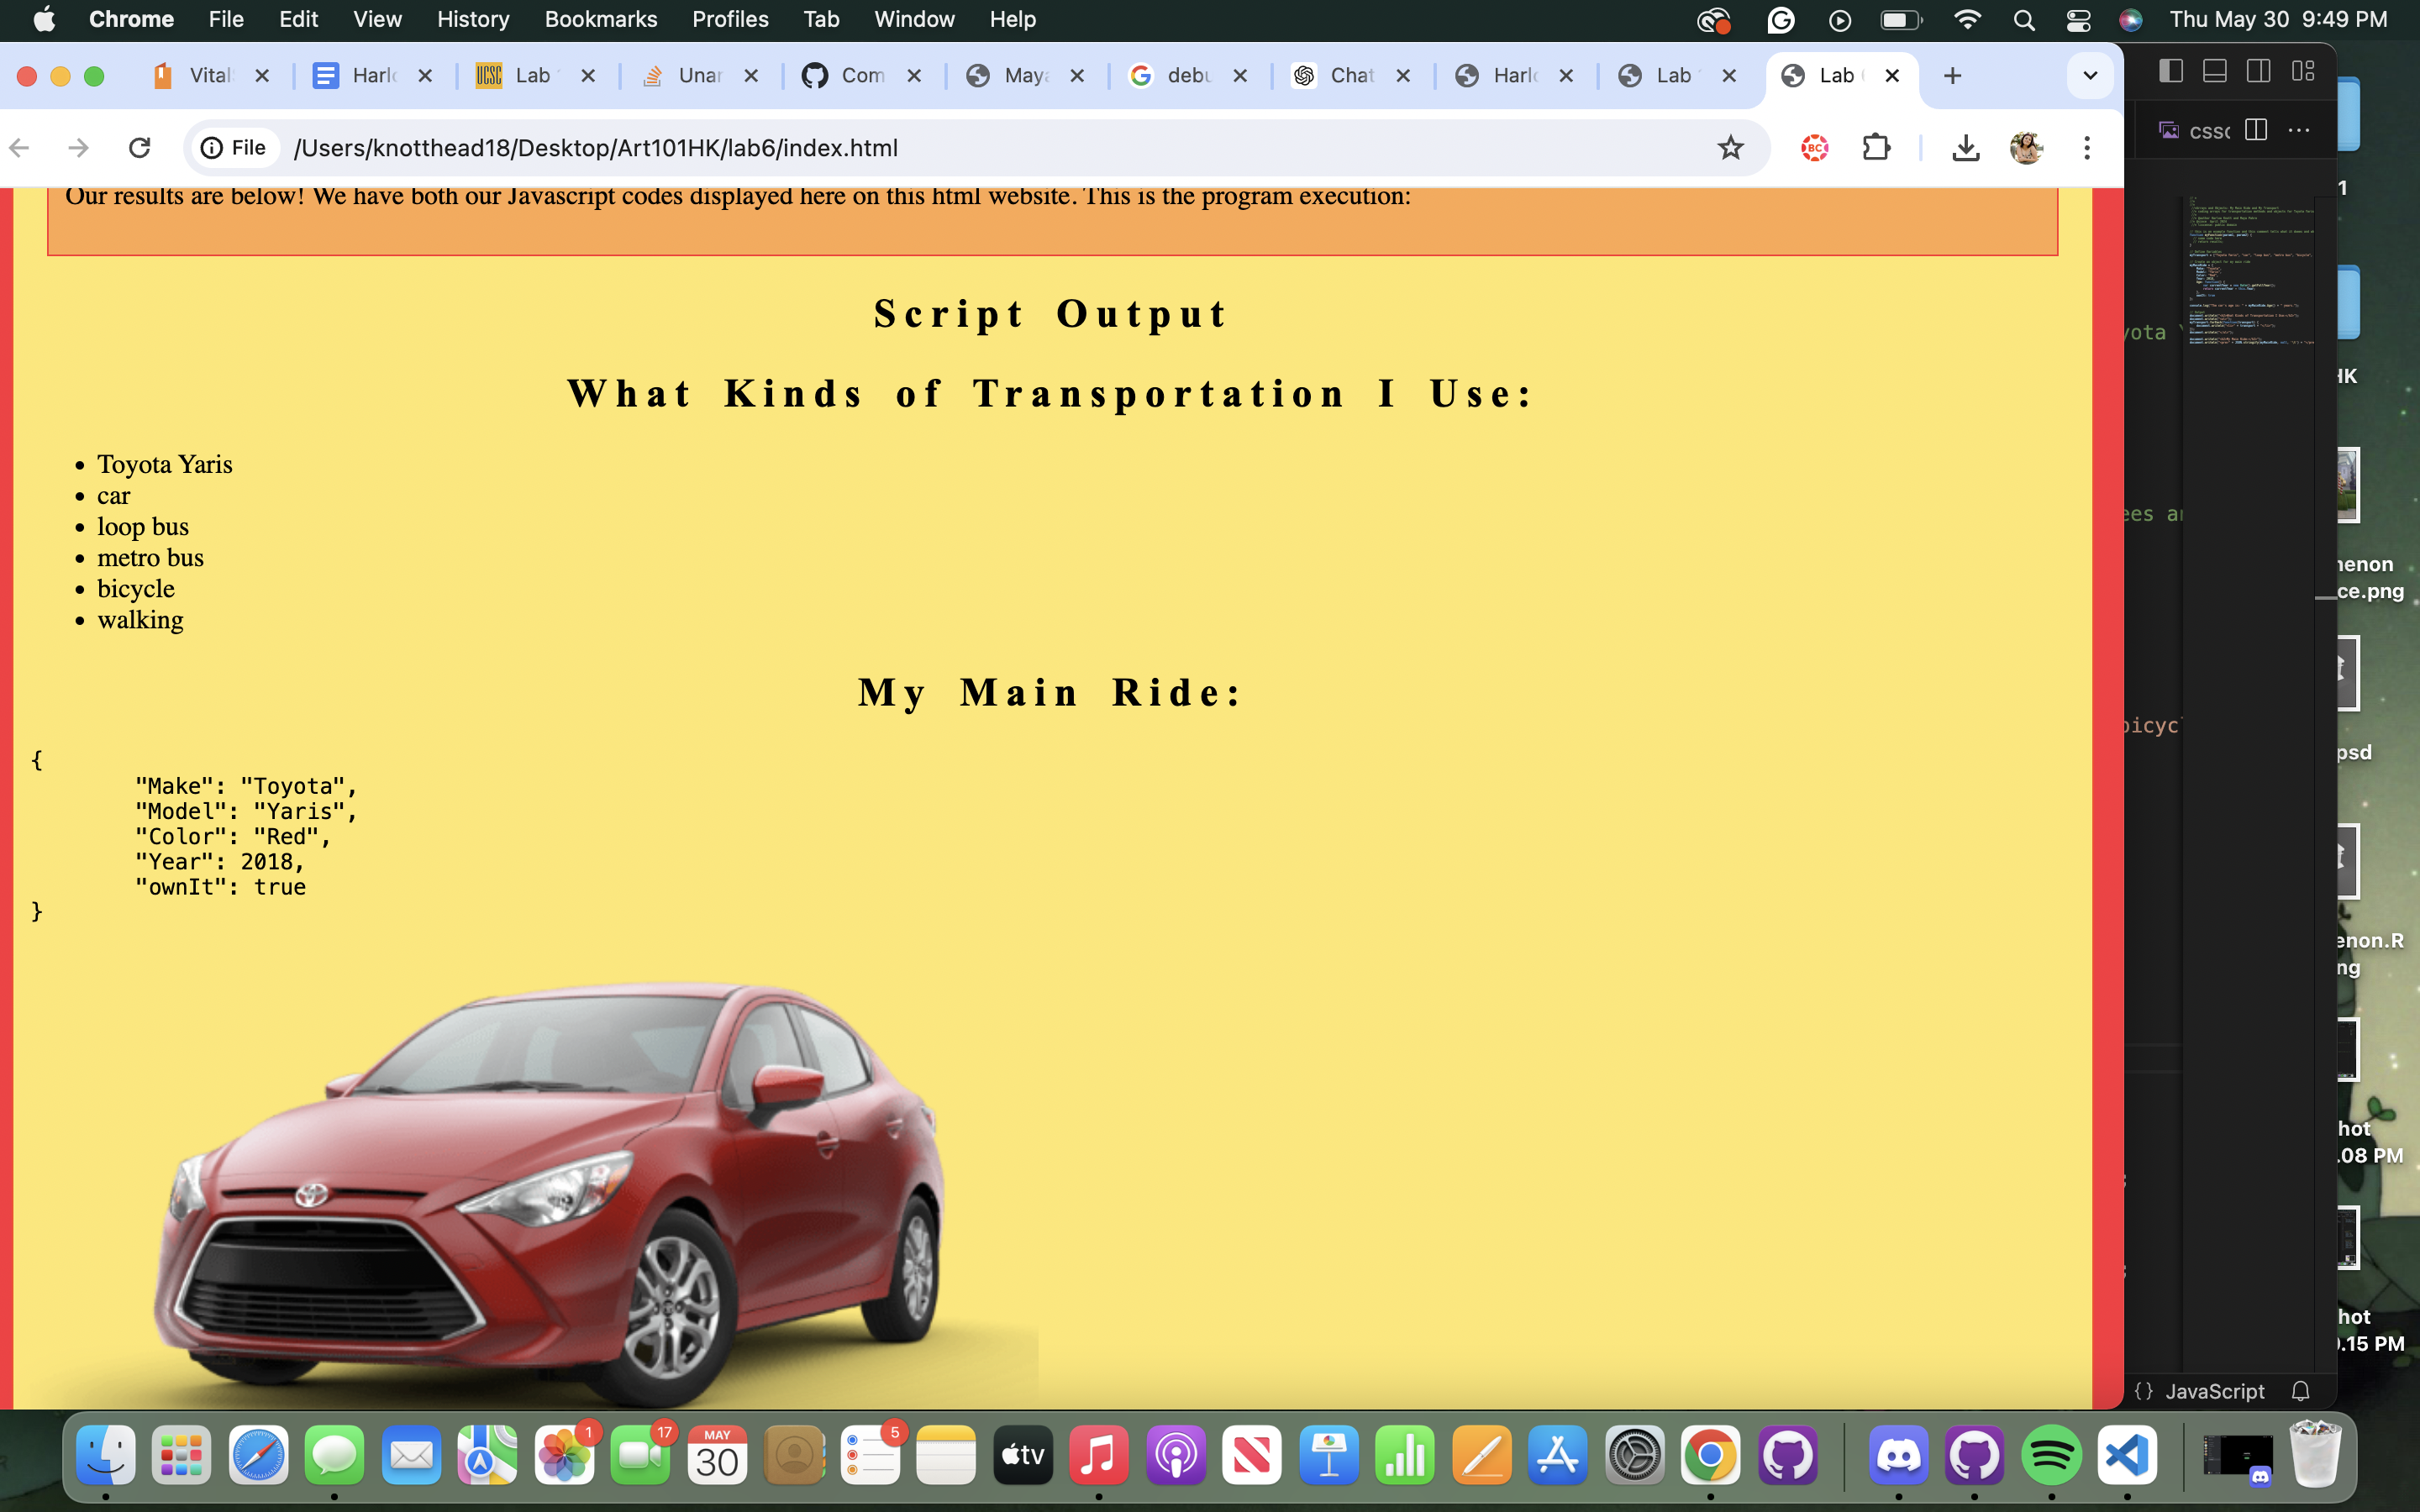 Chrome File Edit View History Bookmarks Profiles Tab Window Help Thu May 30 9:49 PM
Vital Harl UCSC Lab Unar Com Maya debu Chat Harl Lab Lab
File /Users/knotthead18/Desktop/Art101HK/lab6/index.html BC
cssc
Our results are below! We have both our Javascript codes displayed here on this html website. This is the program execution:
Script Output
What Kinds of Transportation I Use:
• Toyota Yaris
• car
• loop bus
• metro bus
• bicycle
• walking
My Main Ride:
{
"Make": "Toyota",
"Model": "Yaris",
"Color": "Red",
"Year": 2018,
"ownIt": true
}
yota
ees a
bicyc
1
HK
henon
ce.png
psd
enon.R
ng
hot
.08 PM
hot
.15 PM
{} JavaScript
1 17 MAY 30 5 tv